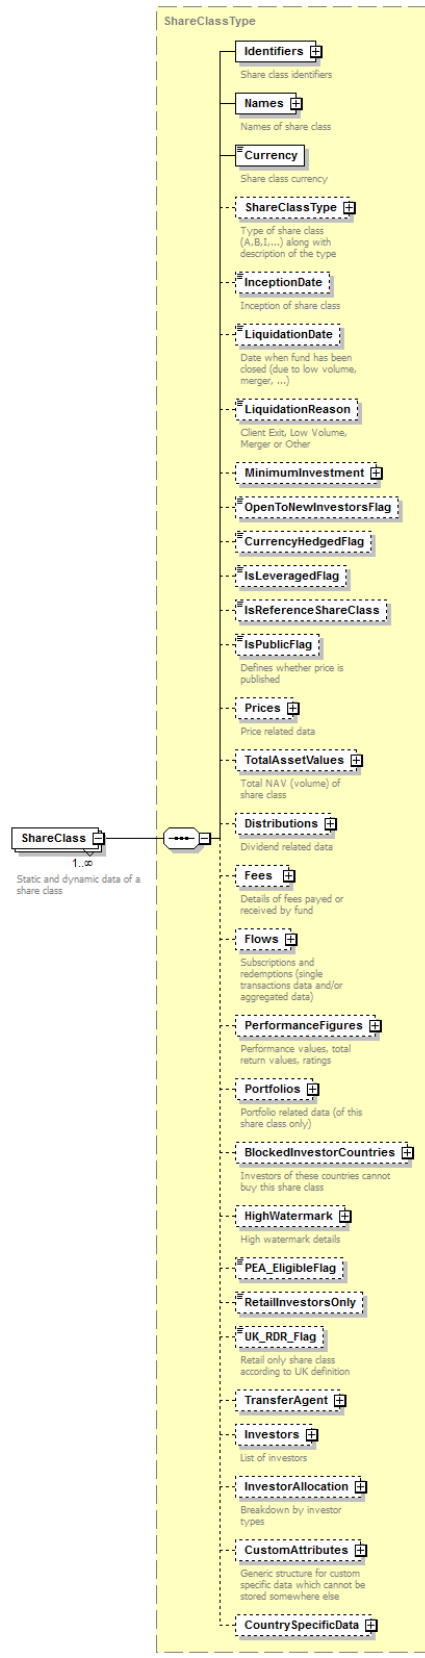 ShareClassType
Identifiers
Share class identifiers
Names
Names of share class
Currency
Share class currency
ShareClassType
Type of share class
(A,B,I,...) along with
description of the type
InceptionDate
Inception of share class
LiquidationDate
Date when fund has been
closed (due to low volume,
merger, ...)
LiquidationReason
Client Exit, Low Volume,
Merger or Other
MinimumInvestment
OpenToNewInvestorsFlag
CurrencyHedgedFlag
IsLeveragedFlag
IsReferenceShareClass
IsPublicFlag
Defines whether price is
published
Prices
Price related data
TotalAssetValues
Total NAV (volume) of
share class
ShareClass
1..∞
Static and dynamic data of a
share class
Distributions
Dividend related data
Fees
Details of fees payed or
received by fund
Flows
Subscriptions and
redemptions (single
transactions data and/or
aggregated data)
PerformanceFigures
Performance values, total
return values, ratings
Portfolios
Portfolio related data (of this
share class only)
BlockedInvestorCountries
Investors of these countries cannot
buy this share class
HighWatermark
High watermark details
PEA_EligibleFlag
RetailInvestorsOnly
UK_RDR_Flag
Retail only share class
according to UK definition
TransferAgent
Investors
List of investors
InvestorAllocation
Breakdown by investor
types
CustomAttributes
Generic structure for custom
specific data which cannot be
stored somewhere else
CountrySpecificData